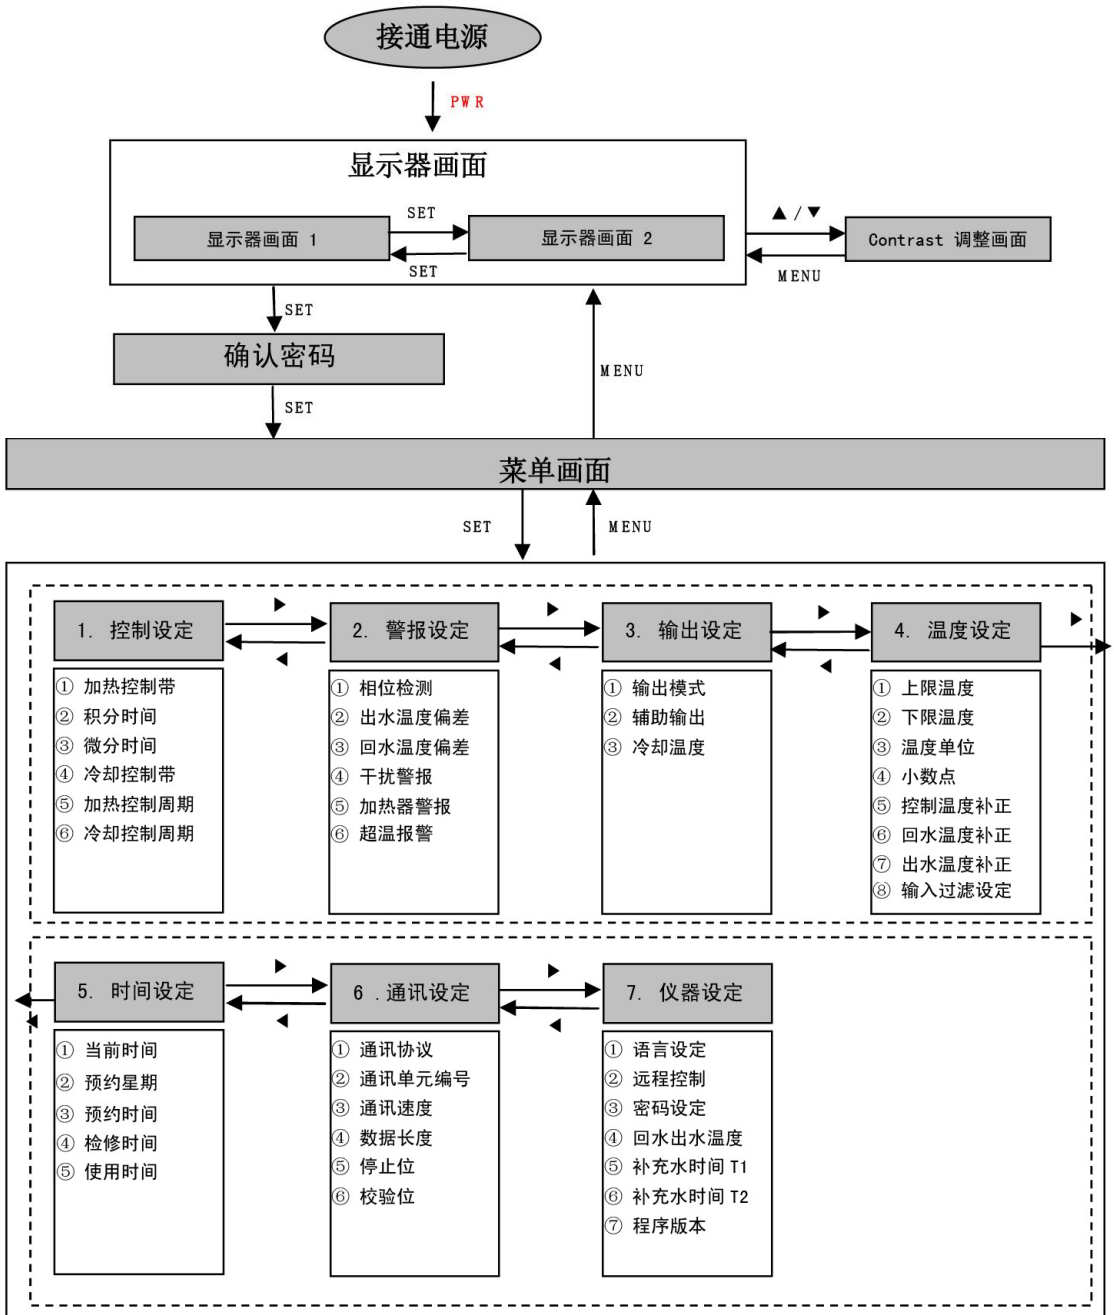 接通电源
PWR
显示器画面
显示器画面 1
SET
SET
显示器画面 2
▲ / ▼
MENU
Contrast 调整画面
SET
确认密码
SET
MENU
菜单画面
SET
MENU
1. 控制设定
① 加热控制带
② 积分时间
③ 微分时间
④ 冷却控制带
⑤ 加热控制周期
⑥ 冷却控制周期
2. 警报设定
① 相位检测
② 出水温度偏差
③ 回水温度偏差
④ 干扰警报
⑤ 加热器警报
⑥ 超温报警
3. 输出设定
① 输出模式
② 辅助输出
③ 冷却温度
4. 温度设定
① 上限温度
② 下限温度
③ 温度单位
④ 小数点
⑤ 控制温度补正
⑥ 回水温度补正
⑦ 出水温度补正
⑧ 输入过滤设定
5. 时间设定
① 当前时间
② 预约星期
③ 预约时间
④ 检修时间
⑤ 使用时间
6 .通讯设定
① 通讯协议
② 通讯单元编号
③ 通讯速度
④ 数据长度
⑤ 停止位
⑥ 校验位
7. 仪器设定
① 语言设定
② 远程控制
③ 密码设定
④ 回水出水温度
⑤ 补充水时间 T1
⑥ 补充水时间 T2
⑦ 程序版本